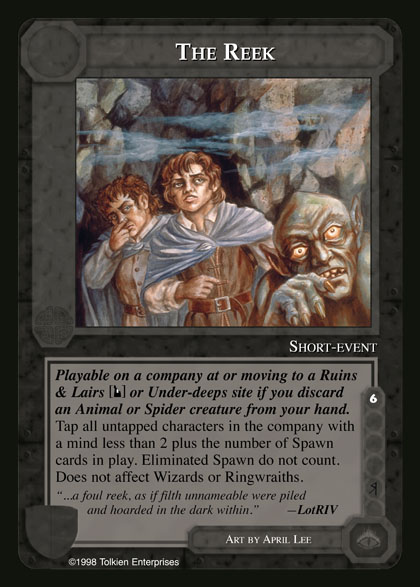 THE REEK
SHORT-EVENT
Playable on a company at or moving to a Ruins
& Lairs [] or Under-deeps site if you discard
an Animal or Spider creature from your hand.
Tap all untapped characters in the company with
a mind less than 2 plus the number of Spawn
cards in play. Eliminated Spawn do not count.
Does not affect Wizards or Ringwraiths.
“...a foul reek, as if filth unnameable were piled
and hoarded in the dark within.” —LotRIV
6
ART BY APRIL LEE
©1998 Tolkien Enterprises